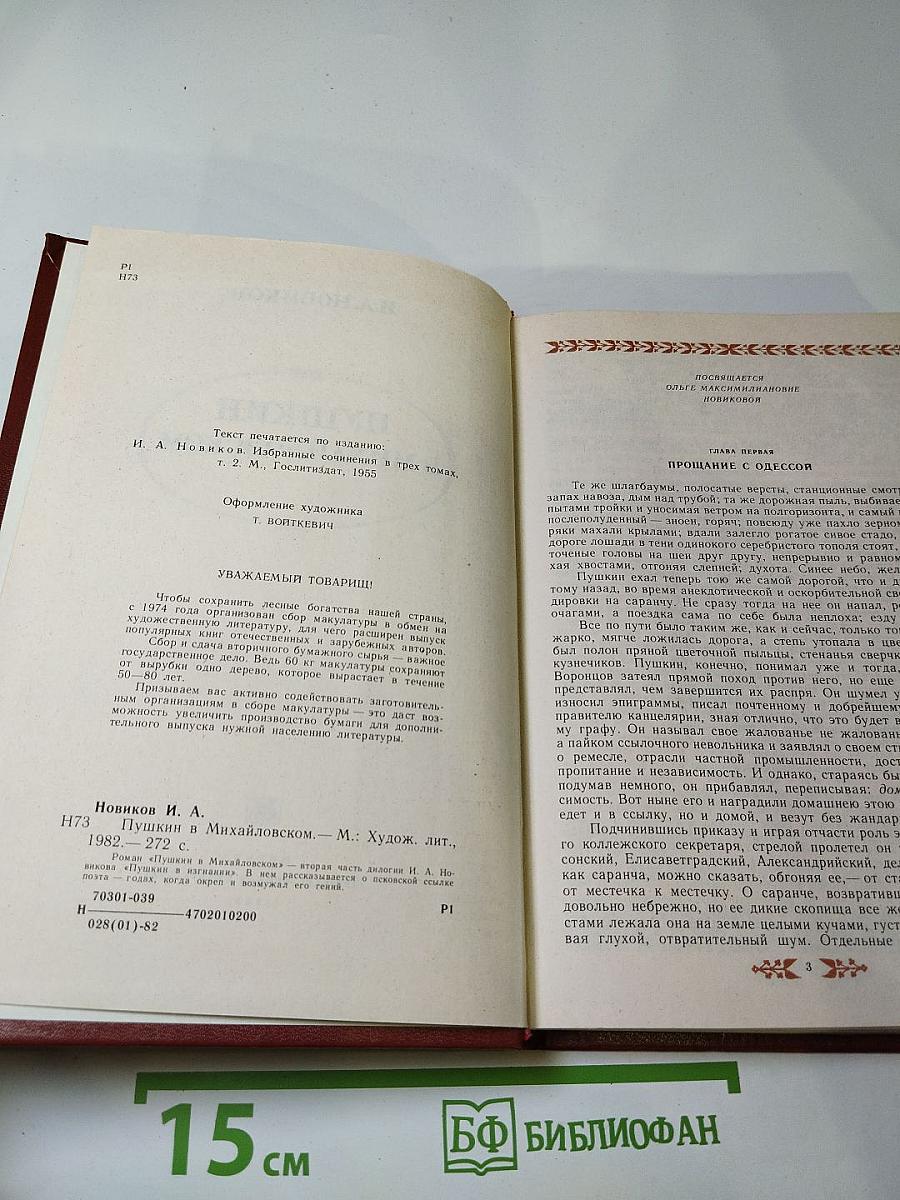 Р1
Н73
Текст печатается по изданию:
И. А. Новиков. Избранные сочинения в трех томах,
т. 2. М., Гослитиздат, 1955
Оформление художника
Т. ВОЙТКЕВИЧ
УВАЖАЕМЫЙ ТОВАРИЩ!
Чтобы сохранить лесные богатства нашей страны,
с 1974 года организован сбор макулатуры в обмен на
художественную литературу, для чего расширен выпуск
популярных книг отечественных и зарубежных авторов.
Сбор и сдача вторичного бумажного сырья — важное
государственное дело. Ведь 60 кг макулатуры сохраняют
от вырубки одно дерево, которое вырастает в течение
50—80 лет.
Призываем вас активно содействовать заготовитель-
ным организациям в сборе макулатуры — это даст воз-
можность увеличить производство бумаги для дополни-
тельного выпуска нужной населению литературы.
Новиков И. А.
Н73 Пушкин в Михайловском.— М.: Худож. лит.,
1982.— 272 с.
Роман «Пушкин в Михайловском» — вторая часть дилогии И. А. Но-
викова «Пушкин в изгнании». В нем рассказывается о псковской ссылке
поэта — годах, когда окреп и возмужал его гений.
70301-039
Н ——— 4702010200
028(01)-82
Р1
ПОСВЯЩАЕТСЯ
ОЛЬГЕ МАКСИМИЛИАНОВНЕ
НОВИКОВОЙ
ГЛАВА ПЕРВАЯ
ПРОЩАНИЕ С ОДЕССОЙ
Те же шлагбаумы, полосатые версты, станционные смот
запах навоза, дым над трубой; та же дорожная пыль, выбивае
пытами тройки и уносимая ветром на полгоризонта, и самый
послеполуденный — зноен, горяч; повсюду уже пахло зерном
ряки махали крылами; вдали залегло рогатое сивое стадо,
дороге лошади в тени одинокого серебристого тополя стоят,
точеные головы на шеи друг другу, непрерывно и равном
хая хвостами, отгоняя слепней; духота. Синее небо, жел
Пушкин ехал теперь тою же самой дорогой, что и д
тому назад, во время анекдотической и оскорбительной св
дировки на саранчу. Не сразу тогда на нее он напал, р
очагами, а поездка сама по себе была неплоха; езду
Все по пути было таким же, как и сейчас, только то
жарко, мягче ложилась дорога, а степь утопала в цве
был полон пряной цветочной пыльцы, стенанья сверчк
кузнечиков. Пушкин, конечно, понимал уже и тогда,
Воронцов затеял прямой поход против него, но еще
представлял, чем завершится их распря. Он шумел у
износил эпиграммы, писал почтенному и добрейшему
правителю канцелярии, зная отлично, что это будет в
му графу. Он называл свое жалованье не жалованы
а пайком ссылочного невольника и заявлял о своем ст
о ремесле, отрасли частной промышленности, дост
пропитание и независимость. И однако, стараясь бы
подумав немного, он прибавлял, переписывая: дом
симость. Вот ныне его и наградили домашнею этою
едет и в ссылку, но и домой, и везут без жандар
Подчинившись приказу и играя отчасти роль э
го коллежского секретаря, стрелой пролетел он
сонский, Елисаветградский, Александрийский, дел
как саранча, можно сказать, обгоняя ее,— от ста
от местечка к местечку. О саранче, возвративш
довольно небрежно, но ее дикие скопища все же
стами лежала она на земле целыми кучами, густ
вая глухой, отвратительный шум. Отдельные
3
15 см
БФ БИБЛИОФАН